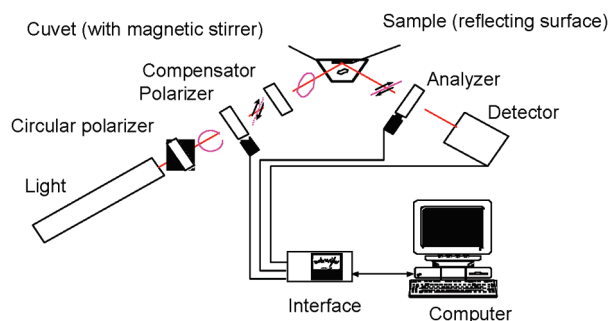 Cuvet (with magnetic stirrer)
Sample (reflecting surface)
Compensator
Polarizer
Analyzer
Circular polarizer
Detector
Light
Interface
Computer